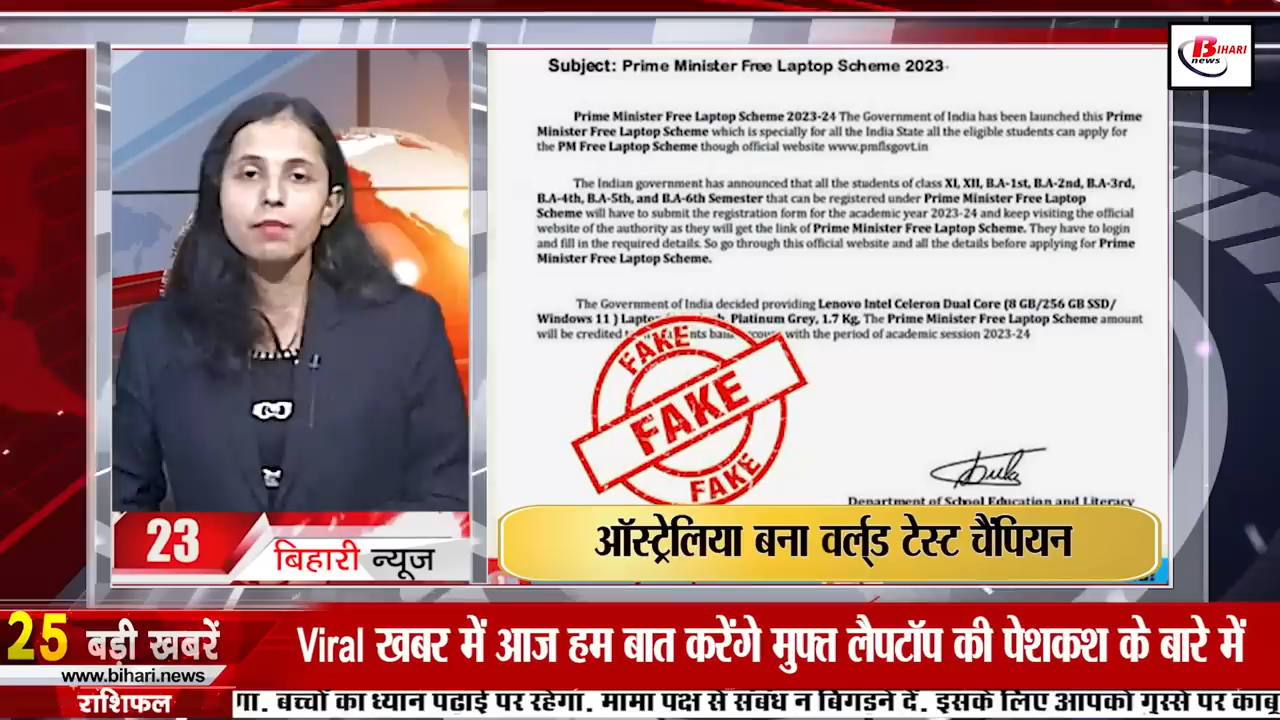 BIHARI
news
Subject: Prime Minister Free Laptop Scheme 2023-
Prime Minister Free Laptop Scheme 2023-24 The Government of India has been launched this Prime
Minister Free Laptop Scheme which is specially for all the India State all the eligible students can apply for
the PM Free Laptop Scheme though official website www.pmflsgovt.in
The Indian government has announced that all the students of class XI, XII, B.A-1st, B.A-2nd, B.A-3rd,
B.A-4th, B.A-5th, and B.A-6th Semester that can be registered under Prime Minister Free Laptop
Scheme will have to submit the registration form for the academic year 2023-24 and keep visiting the official
website of the authority as they will get the link of Prime Minister Free Laptop Scheme. They have to login
and fill in the required details. So go through this official website and all the details before applying for Prime
Minister Free Laptop Scheme.
The Government of India decided providing Lenovo Intel Celeron Dual Core (8 GB/256 GB SSD/
Windows 11 ) Platinum Grey, 1.7 Kg, The Prime Minister Free Laptop Scheme amount
will be credited with the period of academic session 2023-24
FAKE
FAKE
FAKE
Department of School Education and Literacy
ऑस्ट्रेलिया बना वर्ल्ड टेस्ट चैंपियन
23
बिहारी न्यूज
25 बड़ी खबरें
www.bihari.news
Viral खबर में आज हम बात करेंगे मुफ्त लैपटॉप की पेशकश के बारे में
राशिफल
गा. बच्चों का ध्यान पढाई पर रहेगा. मामा पक्ष से संबंध न बिगडने दें. इसके लिए आपको गुस्से पर काबू